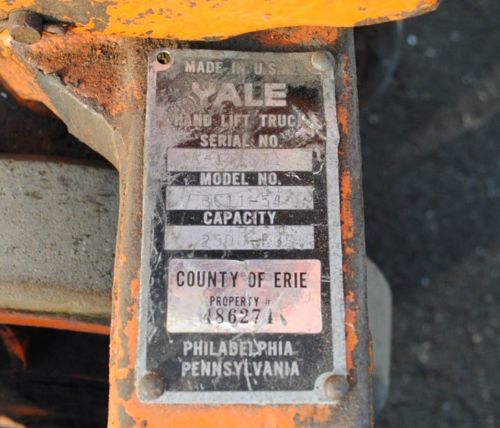 MADE IN U.S.A
YALE
HAND LIFT TRUCK
SERIAL NO.
MODEL NO.
CAPACITY
COUNTY OF ERIE
PROPERTY #
486274
PHILADELPHIA
PENNSYLVANIA